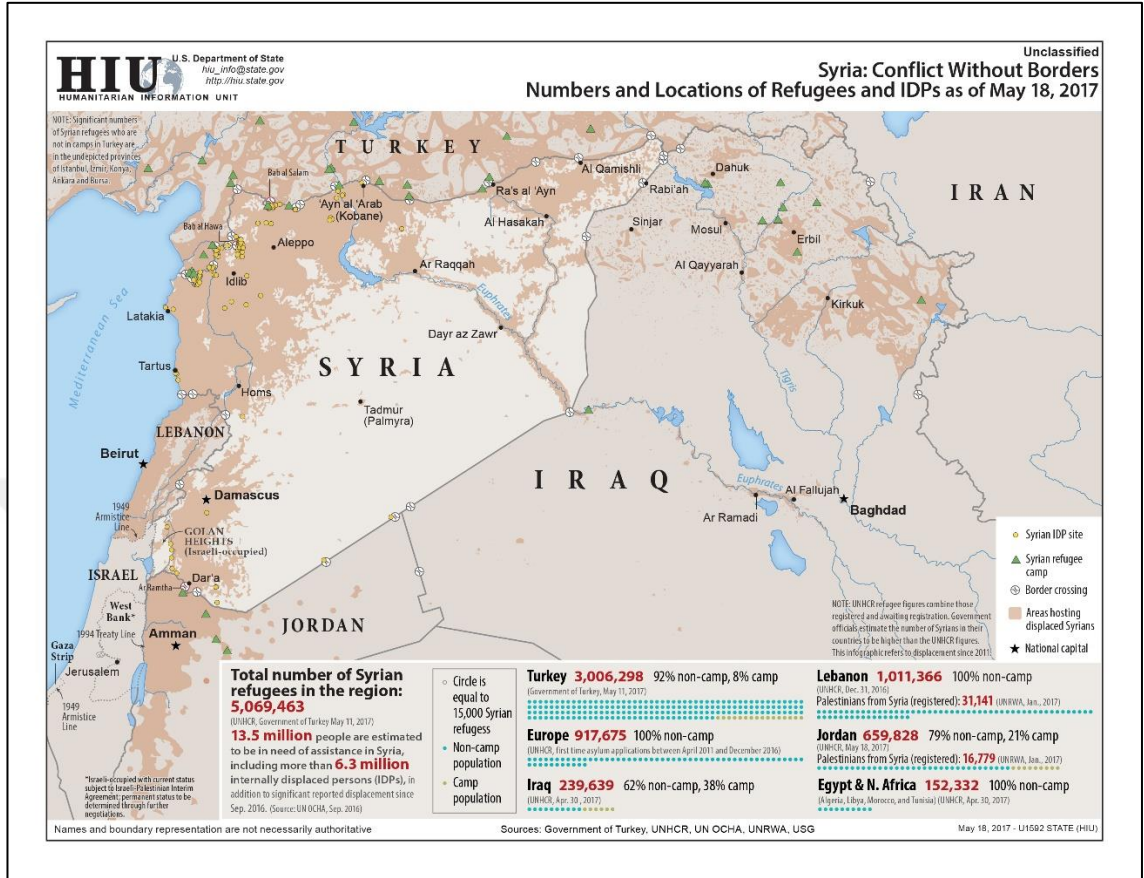 HIU
U.S. Department of State
hiu_info@state.gov
http://hiu.state.gov
HUMANITARIAN INFORMATION UNIT
Unclassified
Syria: Conflict Without Borders
Numbers and Locations of Refugees and IDPs as of May 18, 2017
NOTE: Significant numbers
of Syrian refugees who are
not in camps in Turkey are
in the undepicted provinces
of Istanbul, Izmir, Konya,
Ankara and Bursa.
TURKEY
IRAN
Bab al Salam
'Ayn al 'Arab
(Kobane)
Ra's al 'Ayn
Al Qamishli
Rabi'ah
Dahuk
Al Hasakah
Sinjar
Mosul
Erbil
Bab al Hawa
Aleppo
Idlib
Ar Raqqah
Al Qayyarah
Kirkuk
Euphrates
Latakia
Dayr az Zawr
Mediterranean Sea
SYRIA
Tartus
Homs
Tadmur
(Palmyra)
Tigris
LEBANON
Beirut
Damascus
IRAQ
Euphrates
Al Fallujah
Ar Ramadi
Baghdad
1949
Armistice
Line
GOLAN
HEIGHTS
(Israeli-occupied)
ISRAEL
Dar'a
Ar Ramtha
West
Bank*
1994 Treaty Line
JORDAN
Amman
Gaza
Strip
Jerusalem
1949
Armistice
Line
*Israeli-occupied with current status
subject to Israeli-Palestinian Interim
Agreement; permanent status to be
determined through further
negotiations.
Syrian IDP site
Syrian refugee
camp
Border crossing
Areas hosting
displaced Syrians
National capital
NOTE: UNHCR refugee figures combine those
registered and awaiting registration. Government
officials estimate the number of Syrians in their
countries to be higher than the UNHCR figures.
This infographic refers to displacement since 2011.
Total number of Syrian
refugees in the region:
5,069,463
(UNHCR, Government of Turkey May 11, 2017)
13.5 million people are estimated
to be in need of assistance in Syria,
including more than 6.3 million
internally displaced persons (IDPs), in
addition to significant reported displacement since
Sep. 2016. (Source: UN OCHA, Sep. 2016)
Circle is
equal to
15,000 Syrian
refugess
Non-camp
population
Camp
population
Turkey 3,006,298 92% non-camp, 8% camp
(Government of Turkey, May 11, 2017)
Europe 917,675 100% non-camp
(UNHCR, first time asylum applications between April 2011 and December 2016)
Iraq 239,639 62% non-camp, 38% camp
(UNHCR, Apr. 30, 2017)
Lebanon 1,011,366 100% non-camp
(UNHCR, Dec. 31, 2016)
Palestinians from Syria (registered): 31,141 (UNRWA, Jan., 2017)
Jordan 659,828 79% non-camp, 21% camp
(UNHCR, May 18, 2017)
Palestinians from Syria (registered): 16,779 (UNRWA, Jan., 2017)
Egypt & N. Africa 152,332 100% non-camp
(Algeria, Libya, Morocco, and Tunisia) (UNHCR, Apr. 30, 2017)
Names and boundary representation are not necessarily authoritative
Sources: Government of Turkey, UNHCR, UN OCHA, UNRWA, USG
May 18, 2017 - U1592 STATE (HIU)